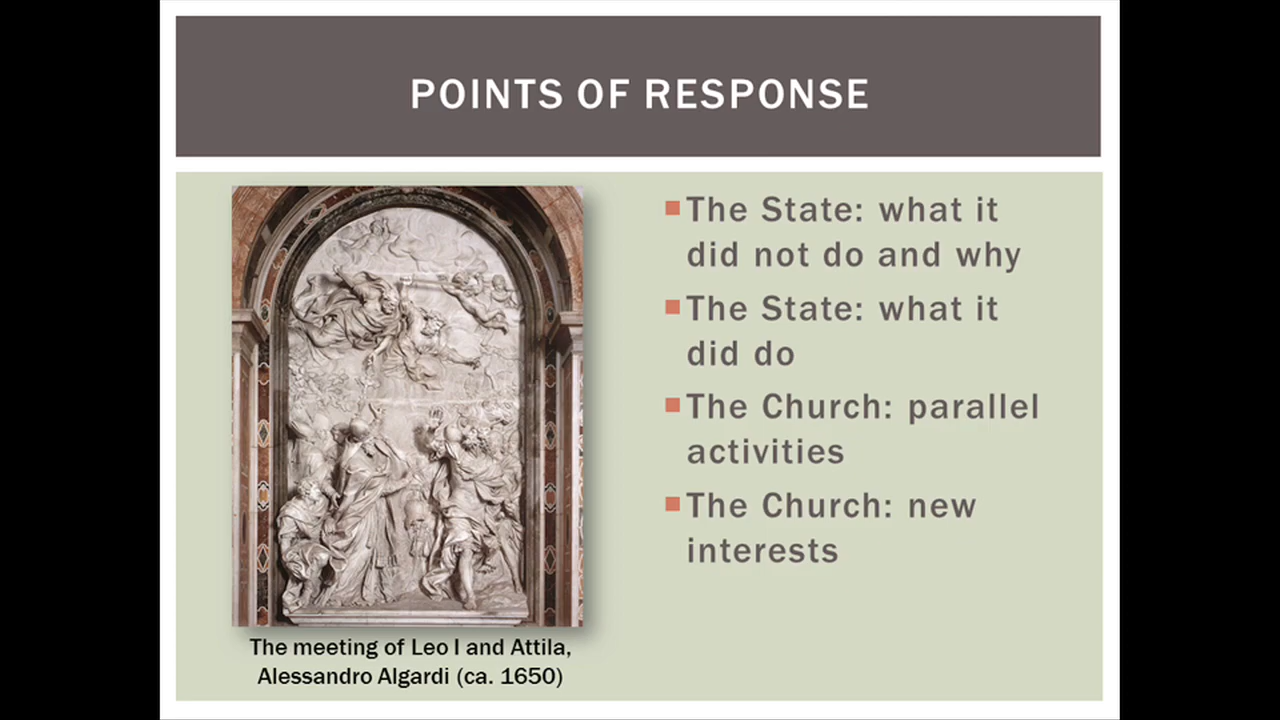 POINTS OF RESPONSE
The State: what it
did not do and why
The State: what it
did do
The Church: parallel
activities
The Church: new
interests
The meeting of Leo I and Attila,
Alessandro Algardi (ca. 1650)